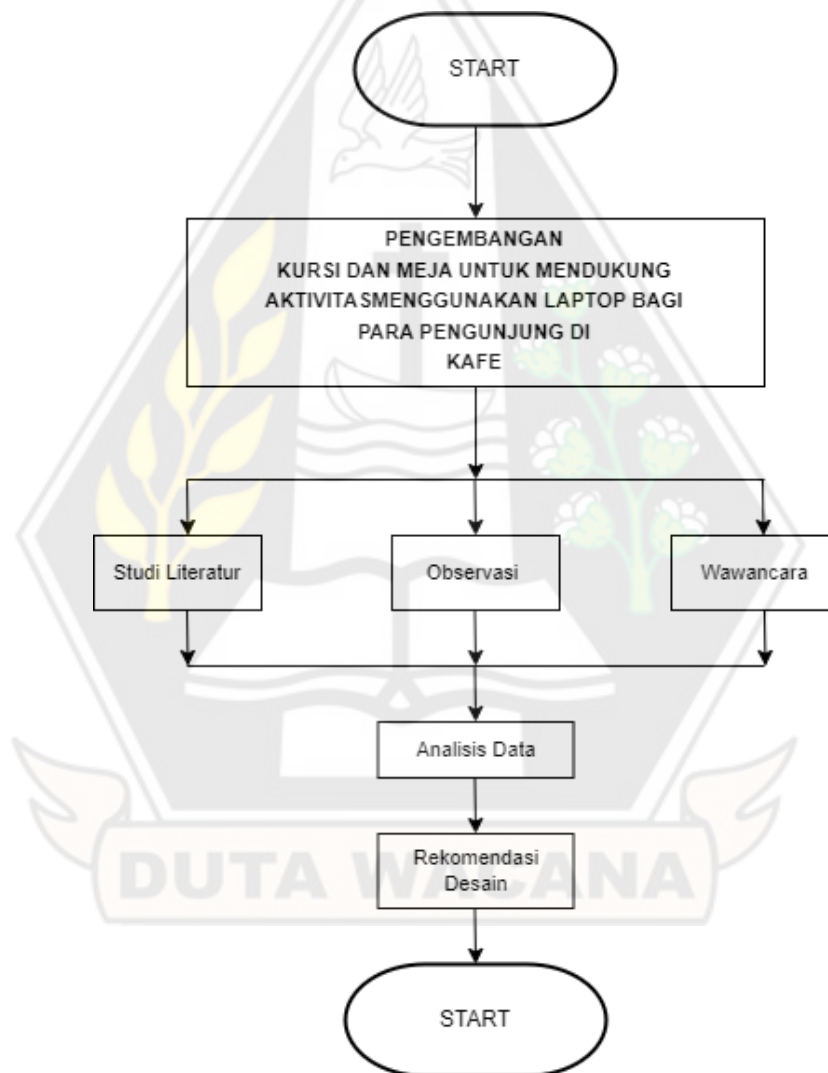 START
PENGEMBANGAN
KURSI DAN MEJA UNTUK MENDUKUNG
AKTIVITASMENGGUNAKAN LAPTOP BAGI
PARA PENGUNJUNG DI
KAFE
Studi Literatur
Observasi
Wawancara
Analisis Data
Rekomendasi
Desain
DUTA WACANA
START